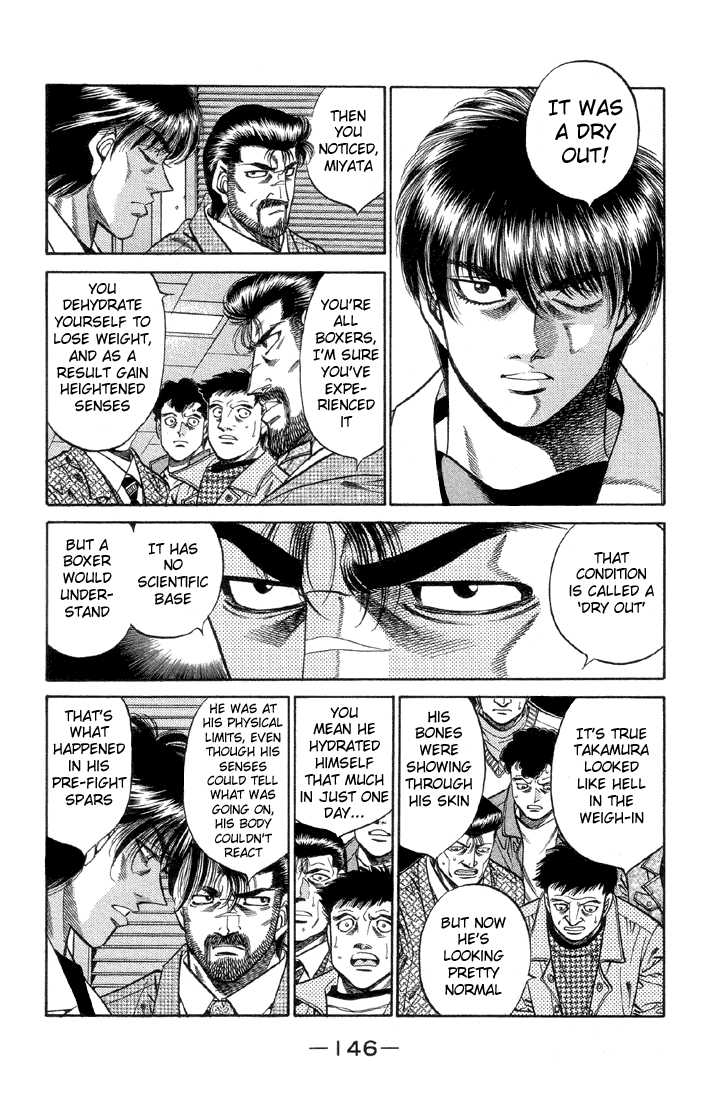 IT WAS
A DRY
OUT!
THEN
YOU
NOTICED,
MIYATA
YOU'RE
ALL
BOXERS,
I'M SURE
YOU'VE
EXPE-
RIENCED
IT
YOU
DEHYDRATE
YOURSELF TO
LOSE WEIGHT,
AND AS A
RESULT GAIN
HEIGHTENED
SENSES
THAT
CONDITION
IS CALLED A
'DRY OUT'
IT HAS
NO
SCIENTIFIC
BASE
BUT A
BOXER
WOULD
UNDER-
STAND
IT'S TRUE
TAKAMURA
LOOKED
LIKE HELL
IN THE
WEIGH-IN
HIS
BONES
WERE
SHOWING
THROUGH
HIS SKIN
BUT NOW
HE'S
LOOKING
PRETTY
NORMAL
YOU
MEAN HE
HYDRATED
HIMSELF
THAT MUCH
IN JUST ONE
DAY...
HE WAS AT
HIS PHYSICAL
LIMITS, EVEN
THOUGH HIS
SENSES
COULD TELL
WHAT WAS
GOING ON,
HIS BODY
COULDN'T
REACT
THAT'S
WHAT
HAPPENED
IN HIS
PRE-FIGHT
SPARS
—146—